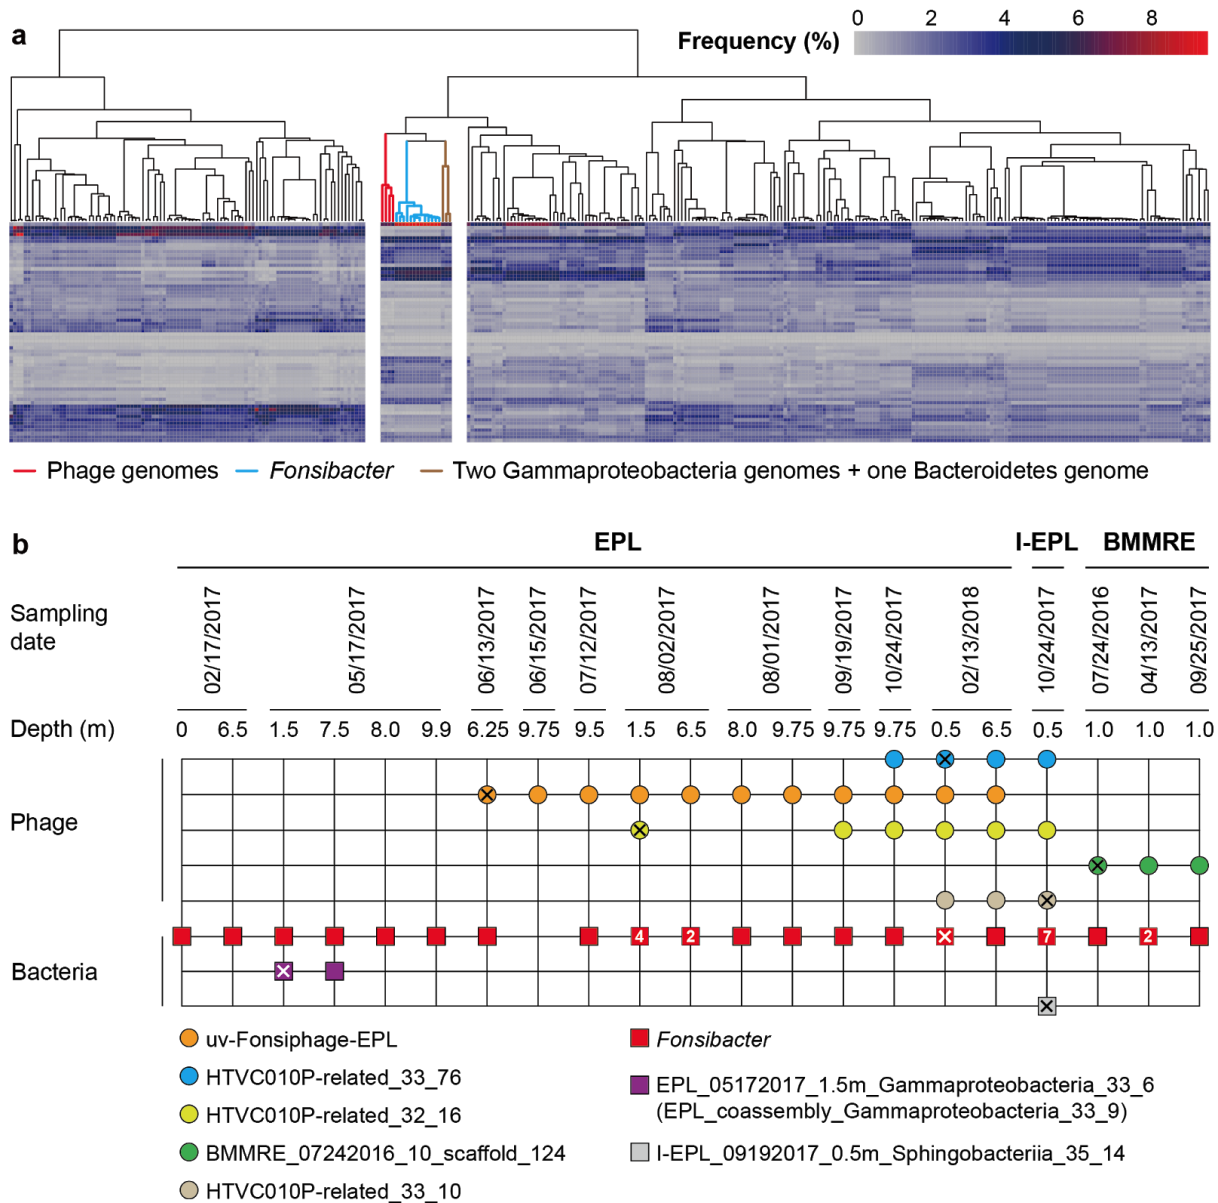 a
Frequency (%)
0 2 4 6 8
Phage genomes
Fonsibacter
Two Gammaproteobacteria genomes + one Bacteroidetes genome
b
EPL I-EPL BMMRE
Sampling
date
02/17/2017 05/17/2017 06/13/2017 06/15/2017 07/12/2017 08/02/2017 08/01/2017 09/19/2017 10/24/2017 02/13/2018 10/24/2017 07/24/2016 04/13/2017 09/25/2017
Depth (m) 0 6.5 1.5 7.5 8.0 9.9 6.25 9.75 9.5 1.5 6.5 8.0 9.75 9.75 9.75 0.5 6.5 0.5 1.0 1.0 1.0
Phage
4 2 7 2
Bacteria
uv-Fonsiphage-EPL
HTVC010P-related_33_76
HTVC010P-related_32_16
BMMRE_07242016_10_scaffold_124
HTVC010P-related_33_10
Fonsibacter
EPL_05172017_1.5m_Gammaproteobacteria_33_6
(EPL_coassembly_Gammaproteobacteria_33_9)
I-EPL_09192017_0.5m_Sphingobacteriia_35_14